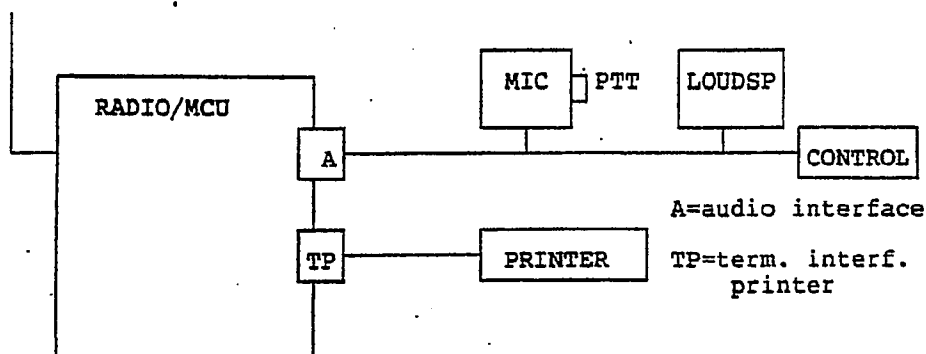 MIC PTT LOUDSP
RADIO/MCU
A CONTROL
A=audio interface
TP PRINTER TP=term. interf.
printer